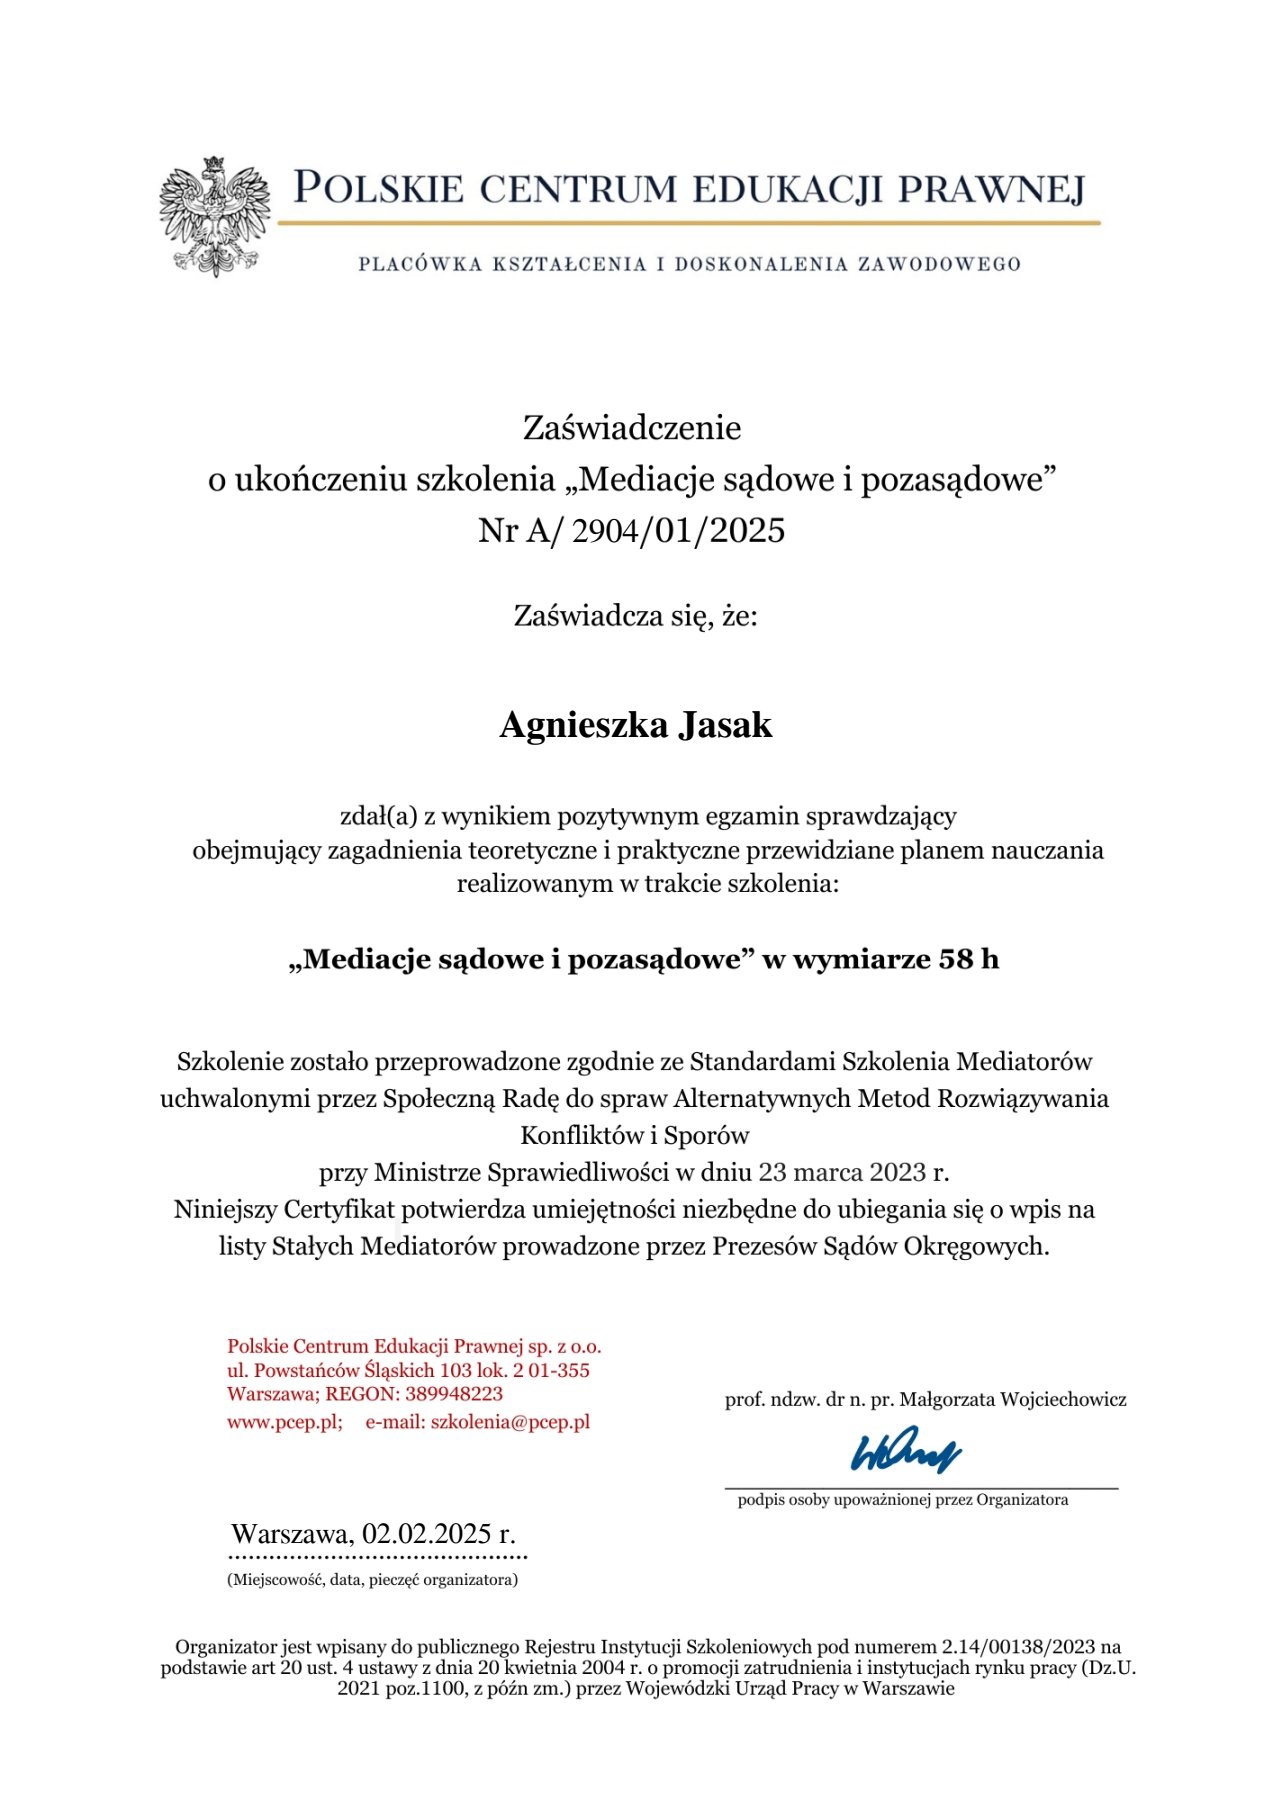 POLSKIE CENTRUM EDUKACJI PRAWNEJ
PLACÓWKA KSZTAŁCENIA I DOSKONALENIA ZAWODOWEGO
Zaświadczenie
o ukończeniu szkolenia „Mediacje sądowe i pozasądowe”
Nr A/ 2904/01/2025
Zaświadcza się, że:
Agnieszka Jasak
zdał(a) z wynikiem pozytywnym egzamin sprawdzający
obejmujący zagadnienia teoretyczne i praktyczne przewidziane planem nauczania
realizowanym w trakcie szkolenia:
„Mediacje sądowe i pozasądowe” w wymiarze 58 h
Szkolenie zostało przeprowadzone zgodnie ze Standardami Szkolenia Mediatorów
uchwalonymi przez Społeczną Radę do spraw Alternatywnych Metod Rozwiązywania
Konfliktów i Sporów
przy Ministrze Sprawiedliwości w dniu 23 marca 2023 r.
Niniejszy Certyfikat potwierdza umiejętności niezbędne do ubiegania się o wpis na
listy Stałych Mediatorów prowadzone przez Prezesów Sądów Okręgowych.
Polskie Centrum Edukacji Prawnej sp. z o.o.
ul. Powstańców Śląskich 103 lok. 2 01-355
Warszawa; REGON: 389948223
www.pcep.pl; e-mail: szkolenia@pcep.pl
prof. ndzw. dr n. pr. Małgorzata Wojciechowicz
podpis osoby upoważnionej przez Organizatora
Warszawa, 02.02.2025 r.
(Miejscowość, data, pieczęć organizatora)
Organizator jest wpisany do publicznego Rejestru Instytucji Szkoleniowych pod numerem 2.14/00138/2023 na
podstawie art 20 ust. 4 ustawy z dnia 20 kwietnia 2004 r. o promocji zatrudnienia i instytucjach rynku pracy (Dz.U.
2021 poz.1100, z późn zm.) przez Wojewódzki Urząd Pracy w Warszawie